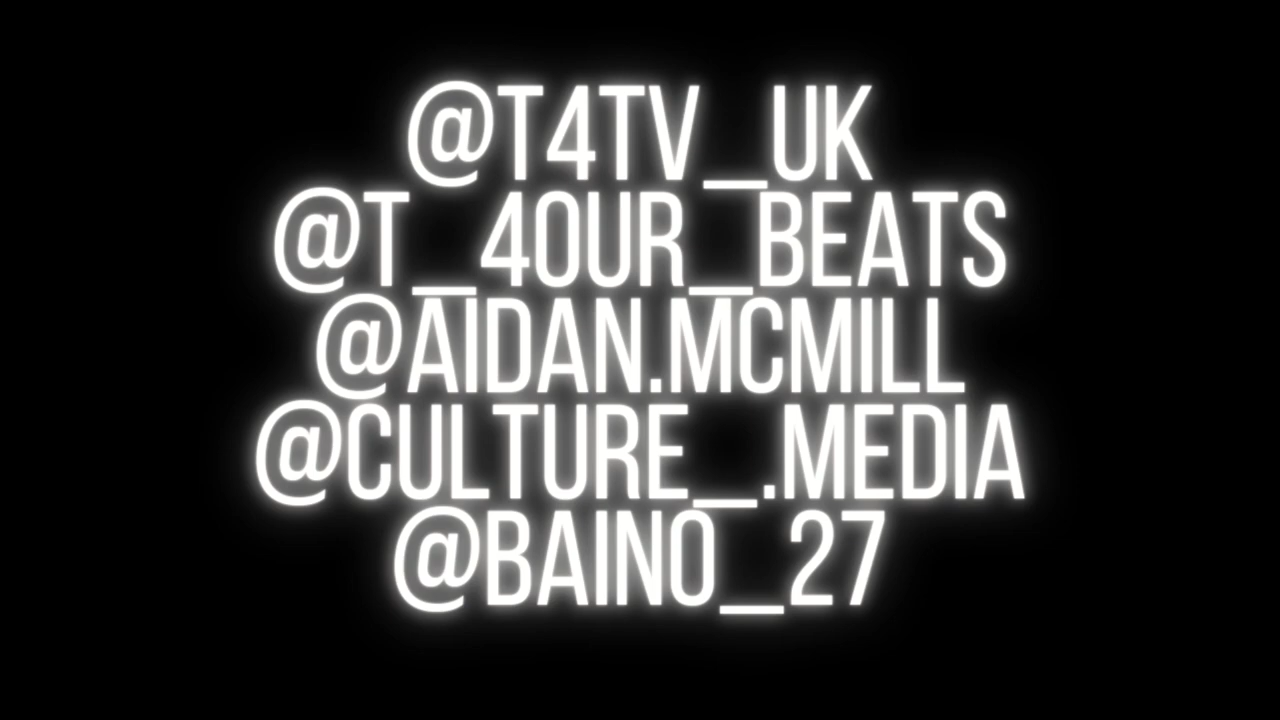 @T4TV_UK
@T_4OUR_BEATS
@AIDAN.MCMILL
@CULTURE_.MEDIA
@BAINO_27